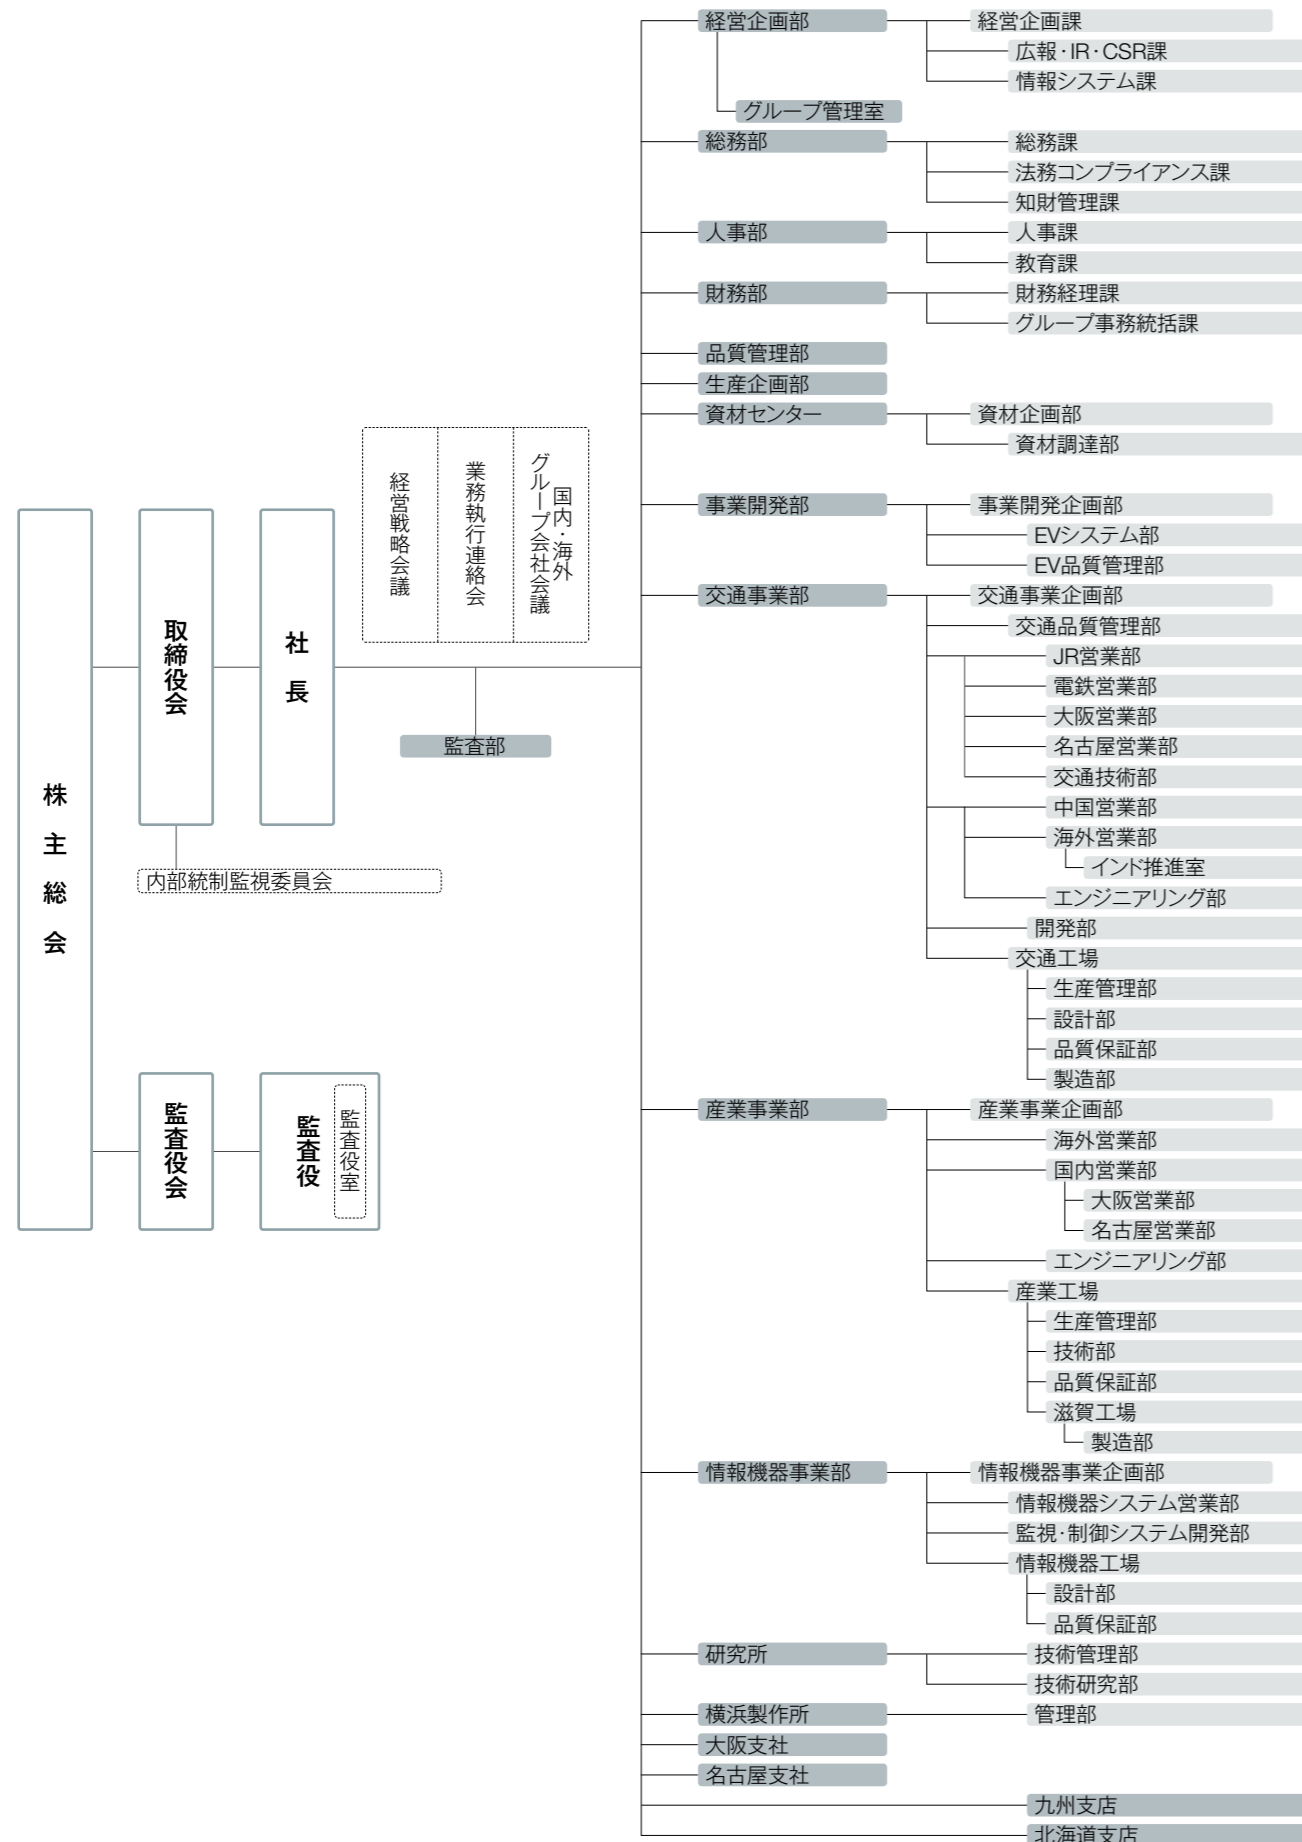 株主総会
取締役会
社長
内部統制監視委員会
監査役会
監査役
監査役室
経営戦略会議
業務執行連絡会
国内・海外
グループ会社会議
監査部
経営企画部
経営企画課
広報・IR・CSR課
情報システム課
グループ管理室
総務部
総務課
法務コンプライアンス課
知財管理課
人事部
人事課
教育課
財務部
財務経理課
グループ事務統括課
品質管理部
生産企画部
資材センター
資材企画部
資材調達部
事業開発部
事業開発企画部
EVシステム部
EV品質管理部
交通事業部
交通事業企画部
交通品質管理部
JR営業部
電鉄営業部
大阪営業部
名古屋営業部
交通技術部
中国営業部
海外営業部
インド推進室
エンジニアリング部
開発部
交通工場
生産管理部
設計部
品質保証部
製造部
産業事業部
産業事業企画部
海外営業部
国内営業部
大阪営業部
名古屋営業部
エンジニアリング部
産業工場
生産管理部
技術部
品質保証部
滋賀工場
製造部
情報機器事業部
情報機器事業企画部
情報機器システム営業部
監視・制御システム開発部
情報機器工場
設計部
品質保証部
研究所
技術管理部
技術研究部
横浜製作所
管理部
大阪支社
名古屋支社
九州支店
北海道支店